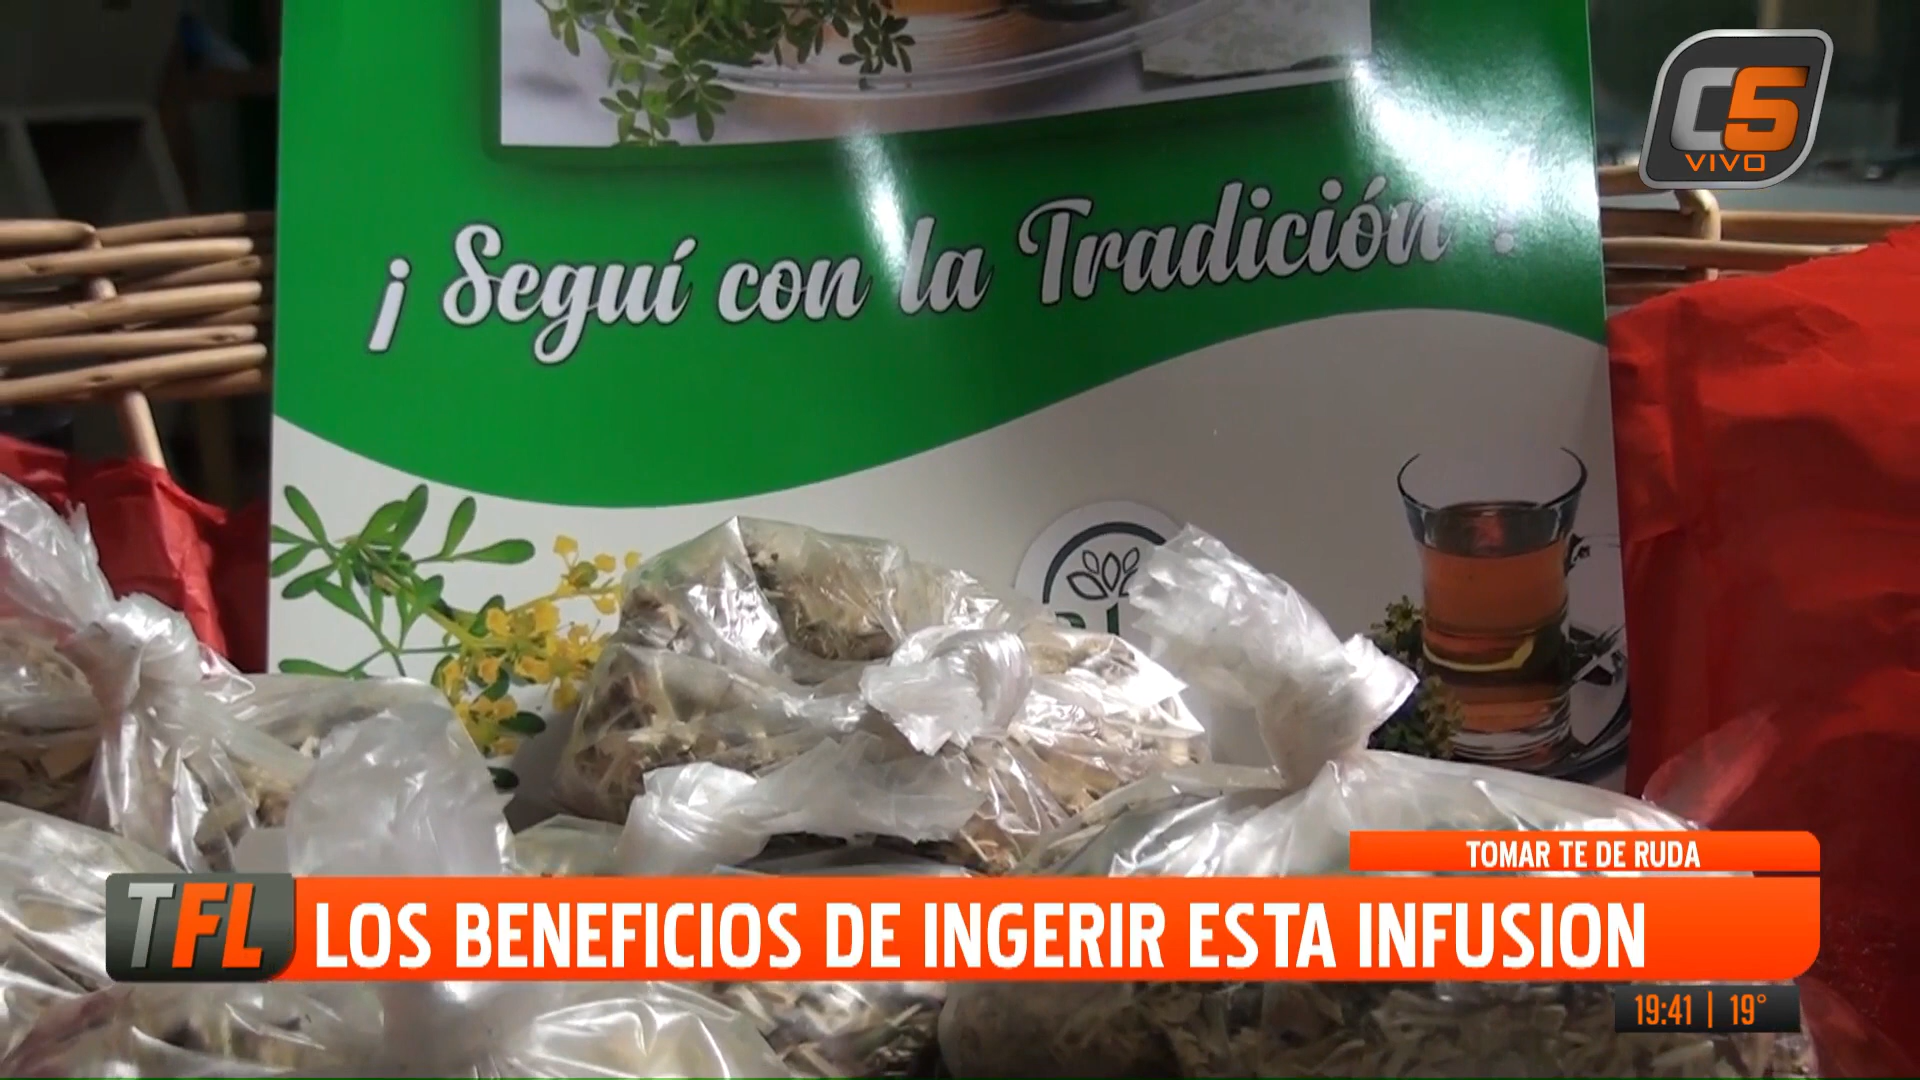 C5
VIVO
¡ Seguí con la Tradición !
TOMAR TE DE RUDA
TFL
LOS BENEFICIOS DE INGERIR ESTA INFUSION
19:41 | 19°